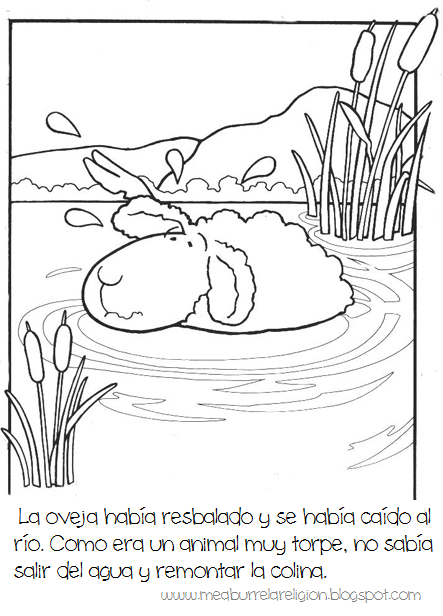 La oveja había resbalado y se había caído al
río. Como era un animal muy torpe, no sabía
salir del agua y remontar la colina.
www.meaburrelareligion.blogspot.com